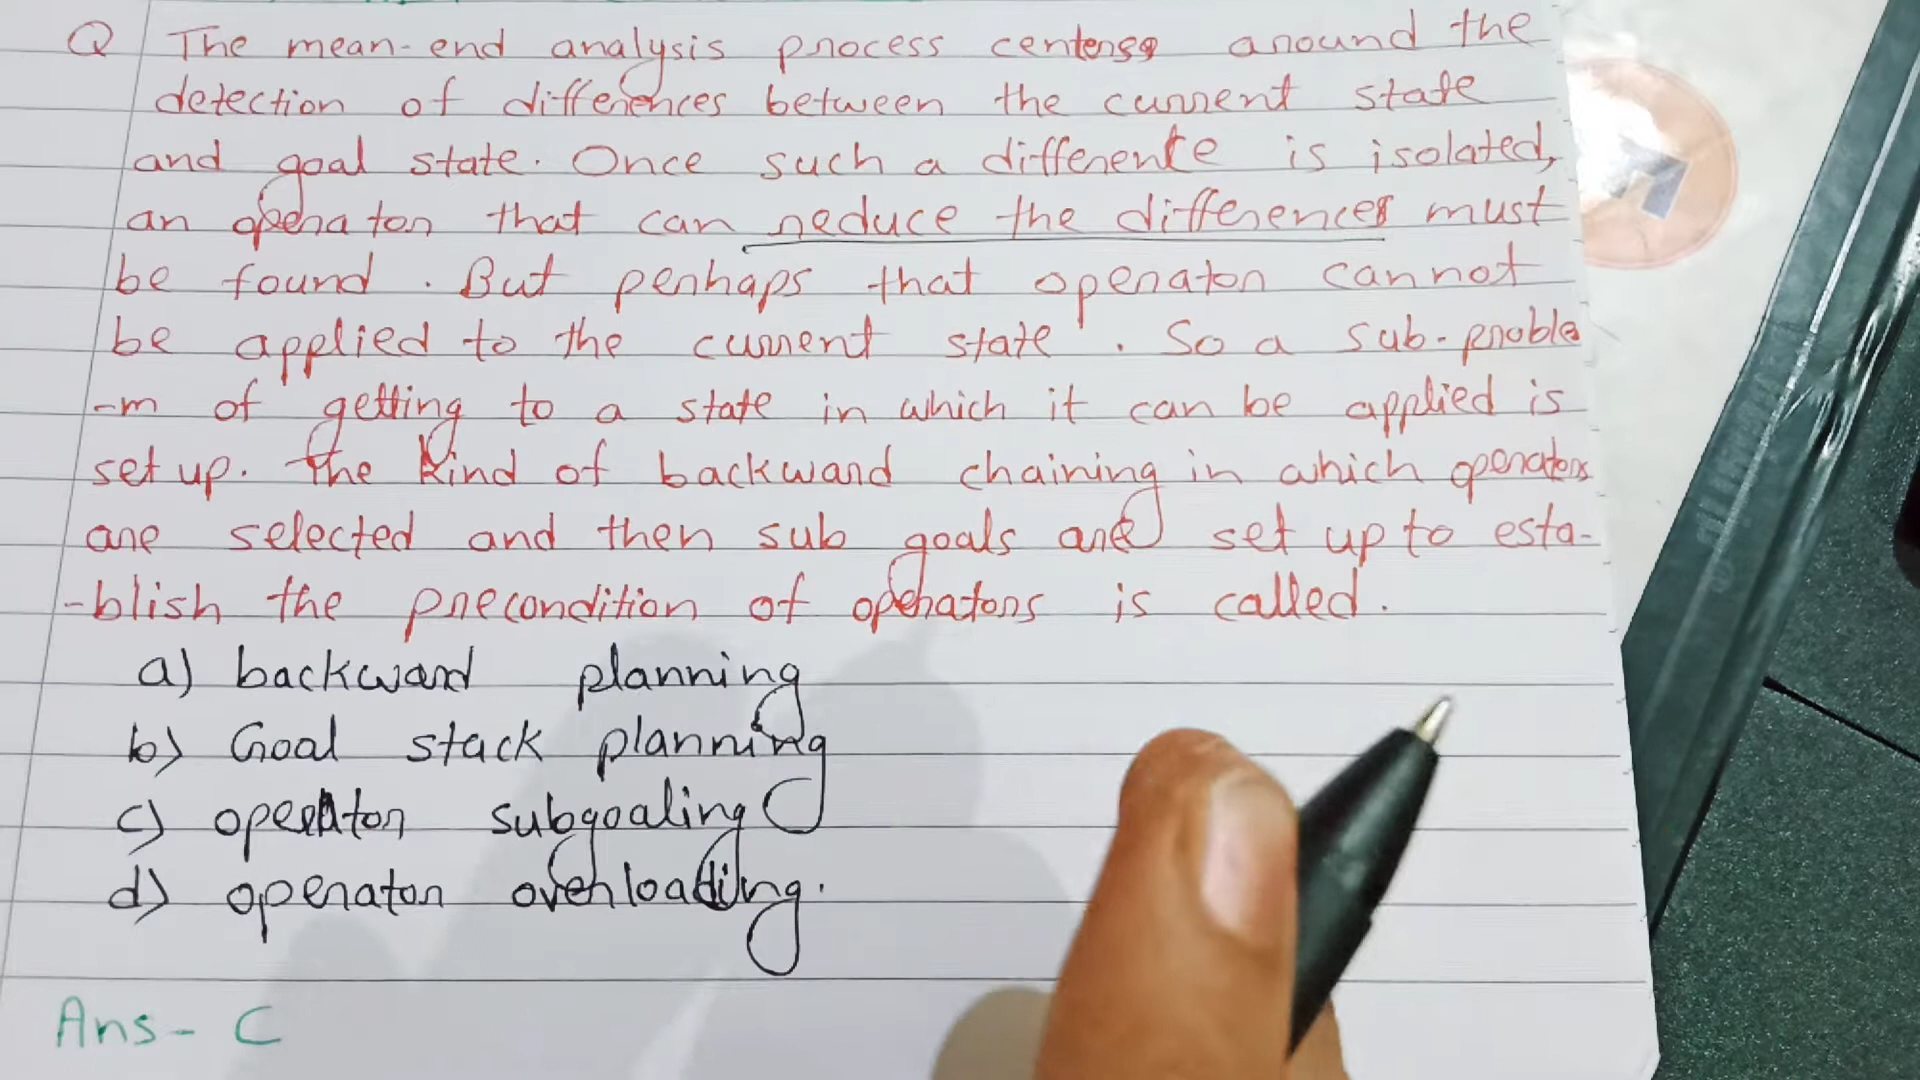 Q The mean-end analysis process centers around the
detection of differences between the current state
and goal state. Once such a difference is isolated,
an operator that can reduce the differences must
be found. But perhaps that operator cannot
be applied to the current state. So a sub-proble
-m of getting to a state in which it can be applied is
set up. The kind of backward chaining in which operators
are selected and then sub goals are set up to esta-
-blish the precondition of operators is called.
a) backward planning
b) Goal stack planning
c) operator subgoaling
d) operator overloading.
Ans - C